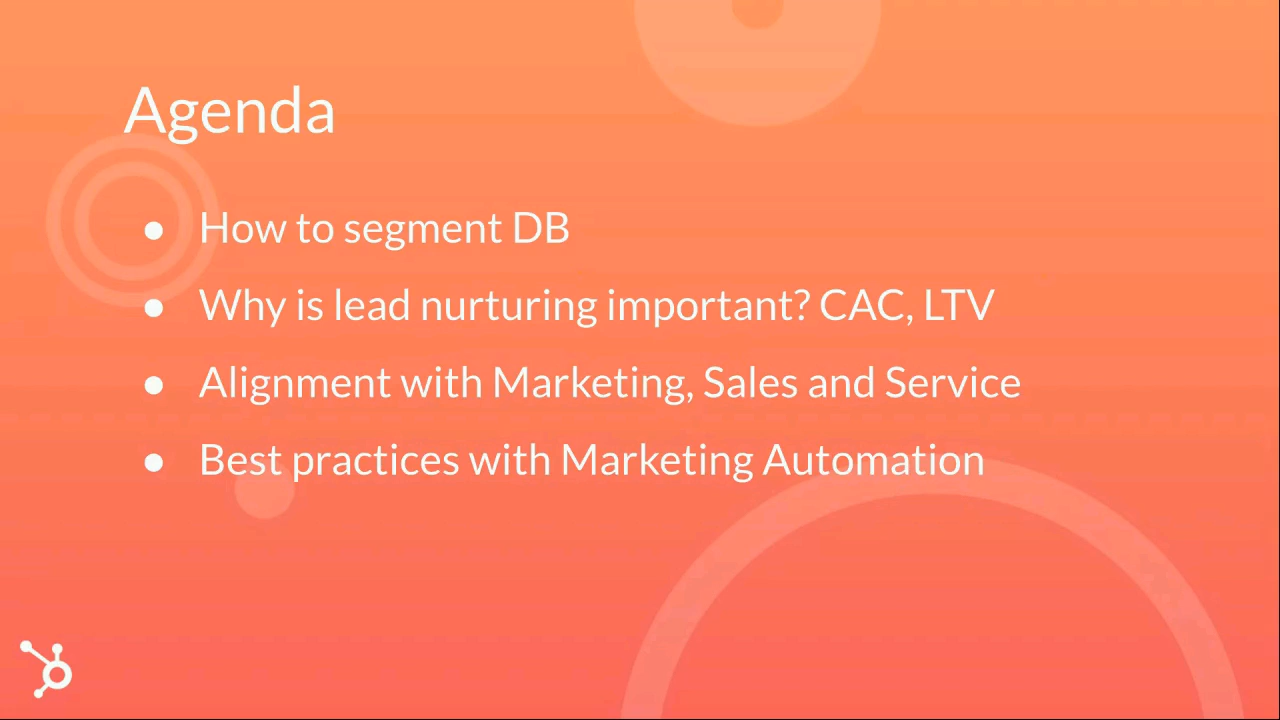 Agenda
● How to segment DB
● Why is lead nurturing important? CAC, LTV
● Alignment with Marketing, Sales and Service
● Best practices with Marketing Automation